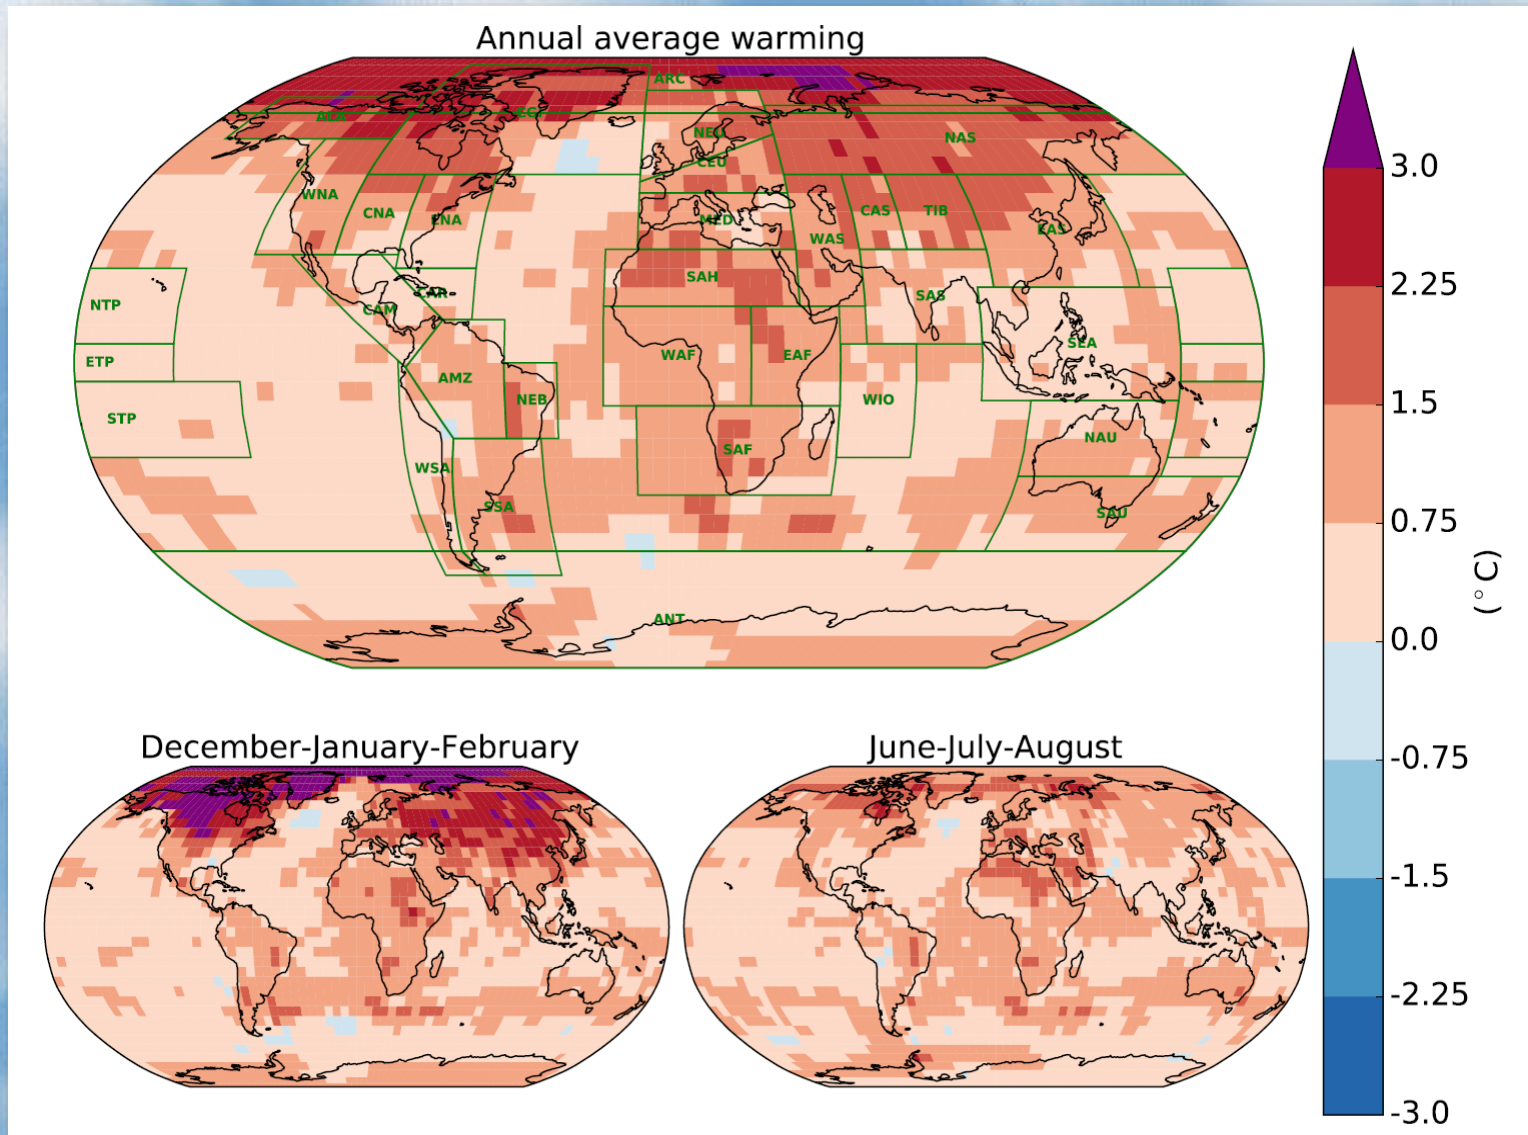 Annual average warming
ARC
ALA
EGI
NEU
NAS
CEU
WNA
CNA
ENA
MED
CAS
TIB
WAS
EAS
SAH
CAR
CAM
SAS
NTP
SEA
ETP
WAF
EAF
AMZ
NEB
WIO
STP
NAU
SAF
WSA
SSA
SAU
ANT
3.0
2.25
1.5
0.75
0.0
-0.75
-1.5
-2.25
-3.0
(°C)
December-January-February
June-July-August